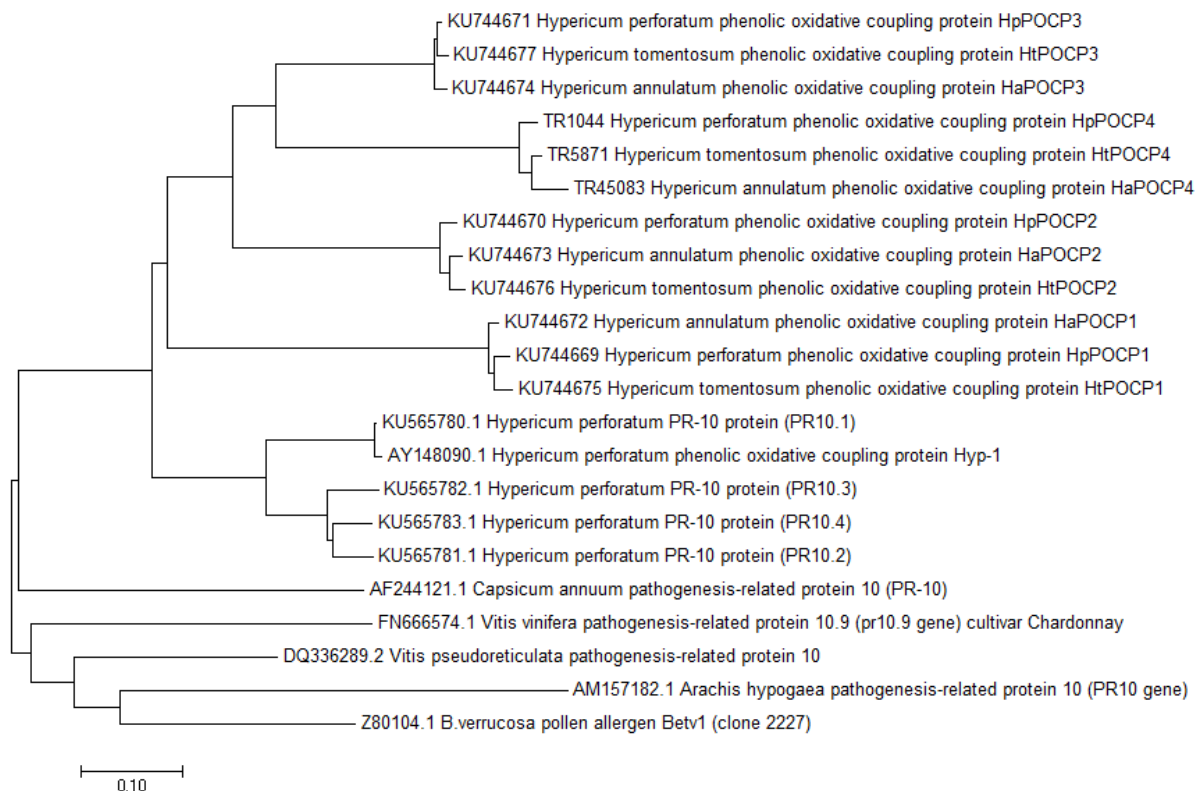 KU744671 Hypericum perforatum phenolic oxidative coupling protein HpPOCP3
KU744677 Hypericum tomentosum phenolic oxidative coupling protein HtPOCP3
KU744674 Hypericum annulatum phenolic oxidative coupling protein HaPOCP3
TR1044 Hypericum perforatum phenolic oxidative coupling protein HpPOCP4
TR5871 Hypericum tomentosum phenolic oxidative coupling protein HtPOCP4
TR45083 Hypericum annulatum phenolic oxidative coupling protein HaPOCP4
KU744670 Hypericum perforatum phenolic oxidative coupling protein HpPOCP2
KU744673 Hypericum annulatum phenolic oxidative coupling protein HaPOCP2
KU744676 Hypericum tomentosum phenolic oxidative coupling protein HtPOCP2
KU744672 Hypericum annulatum phenolic oxidative coupling protein HaPOCP1
KU744669 Hypericum perforatum phenolic oxidative coupling protein HpPOCP1
KU744675 Hypericum tomentosum phenolic oxidative coupling protein HtPOCP1
KU565780.1 Hypericum perforatum PR-10 protein (PR10.1)
AY148090.1 Hypericum perforatum phenolic oxidative coupling protein Hyp-1
KU565782.1 Hypericum perforatum PR-10 protein (PR10.3)
KU565783.1 Hypericum perforatum PR-10 protein (PR10.4)
KU565781.1 Hypericum perforatum PR-10 protein (PR10.2)
AF244121.1 Capsicum annuum pathogenesis-related protein 10 (PR-10)
FN666574.1 Vitis vinifera pathogenesis-related protein 10.9 (pr10.9 gene) cultivar Chardonnay
DQ336289.2 Vitis pseudoreticulata pathogenesis-related protein 10
AM157182.1 Arachis hypogaea pathogenesis-related protein 10 (PR10 gene)
Z80104.1 B.verrucosa pollen allergen Betv1 (clone 2227)
0.10